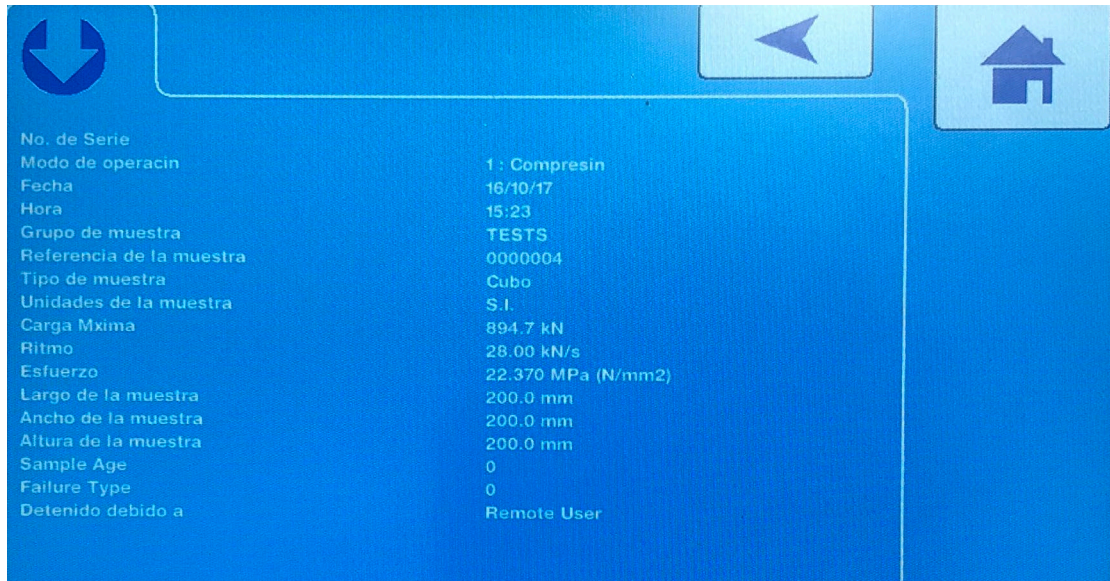 No. de Serie
Modo de operacin 1 : Compresin
Fecha 16/10/17
Hora 15:23
Grupo de muestra TESTS
Referencia de la muestra 0000004
Tipo de muestra Cubo
Unidades de la muestra S.I.
Carga Mxima 894.7 kN
Ritmo 28.00 kN/s
Esfuerzo 22.370 MPa (N/mm2)
Largo de la muestra 200.0 mm
Ancho de la muestra 200.0 mm
Altura de la muestra 200.0 mm
Sample Age 0
Failure Type 0
Detenido debido a Remote User